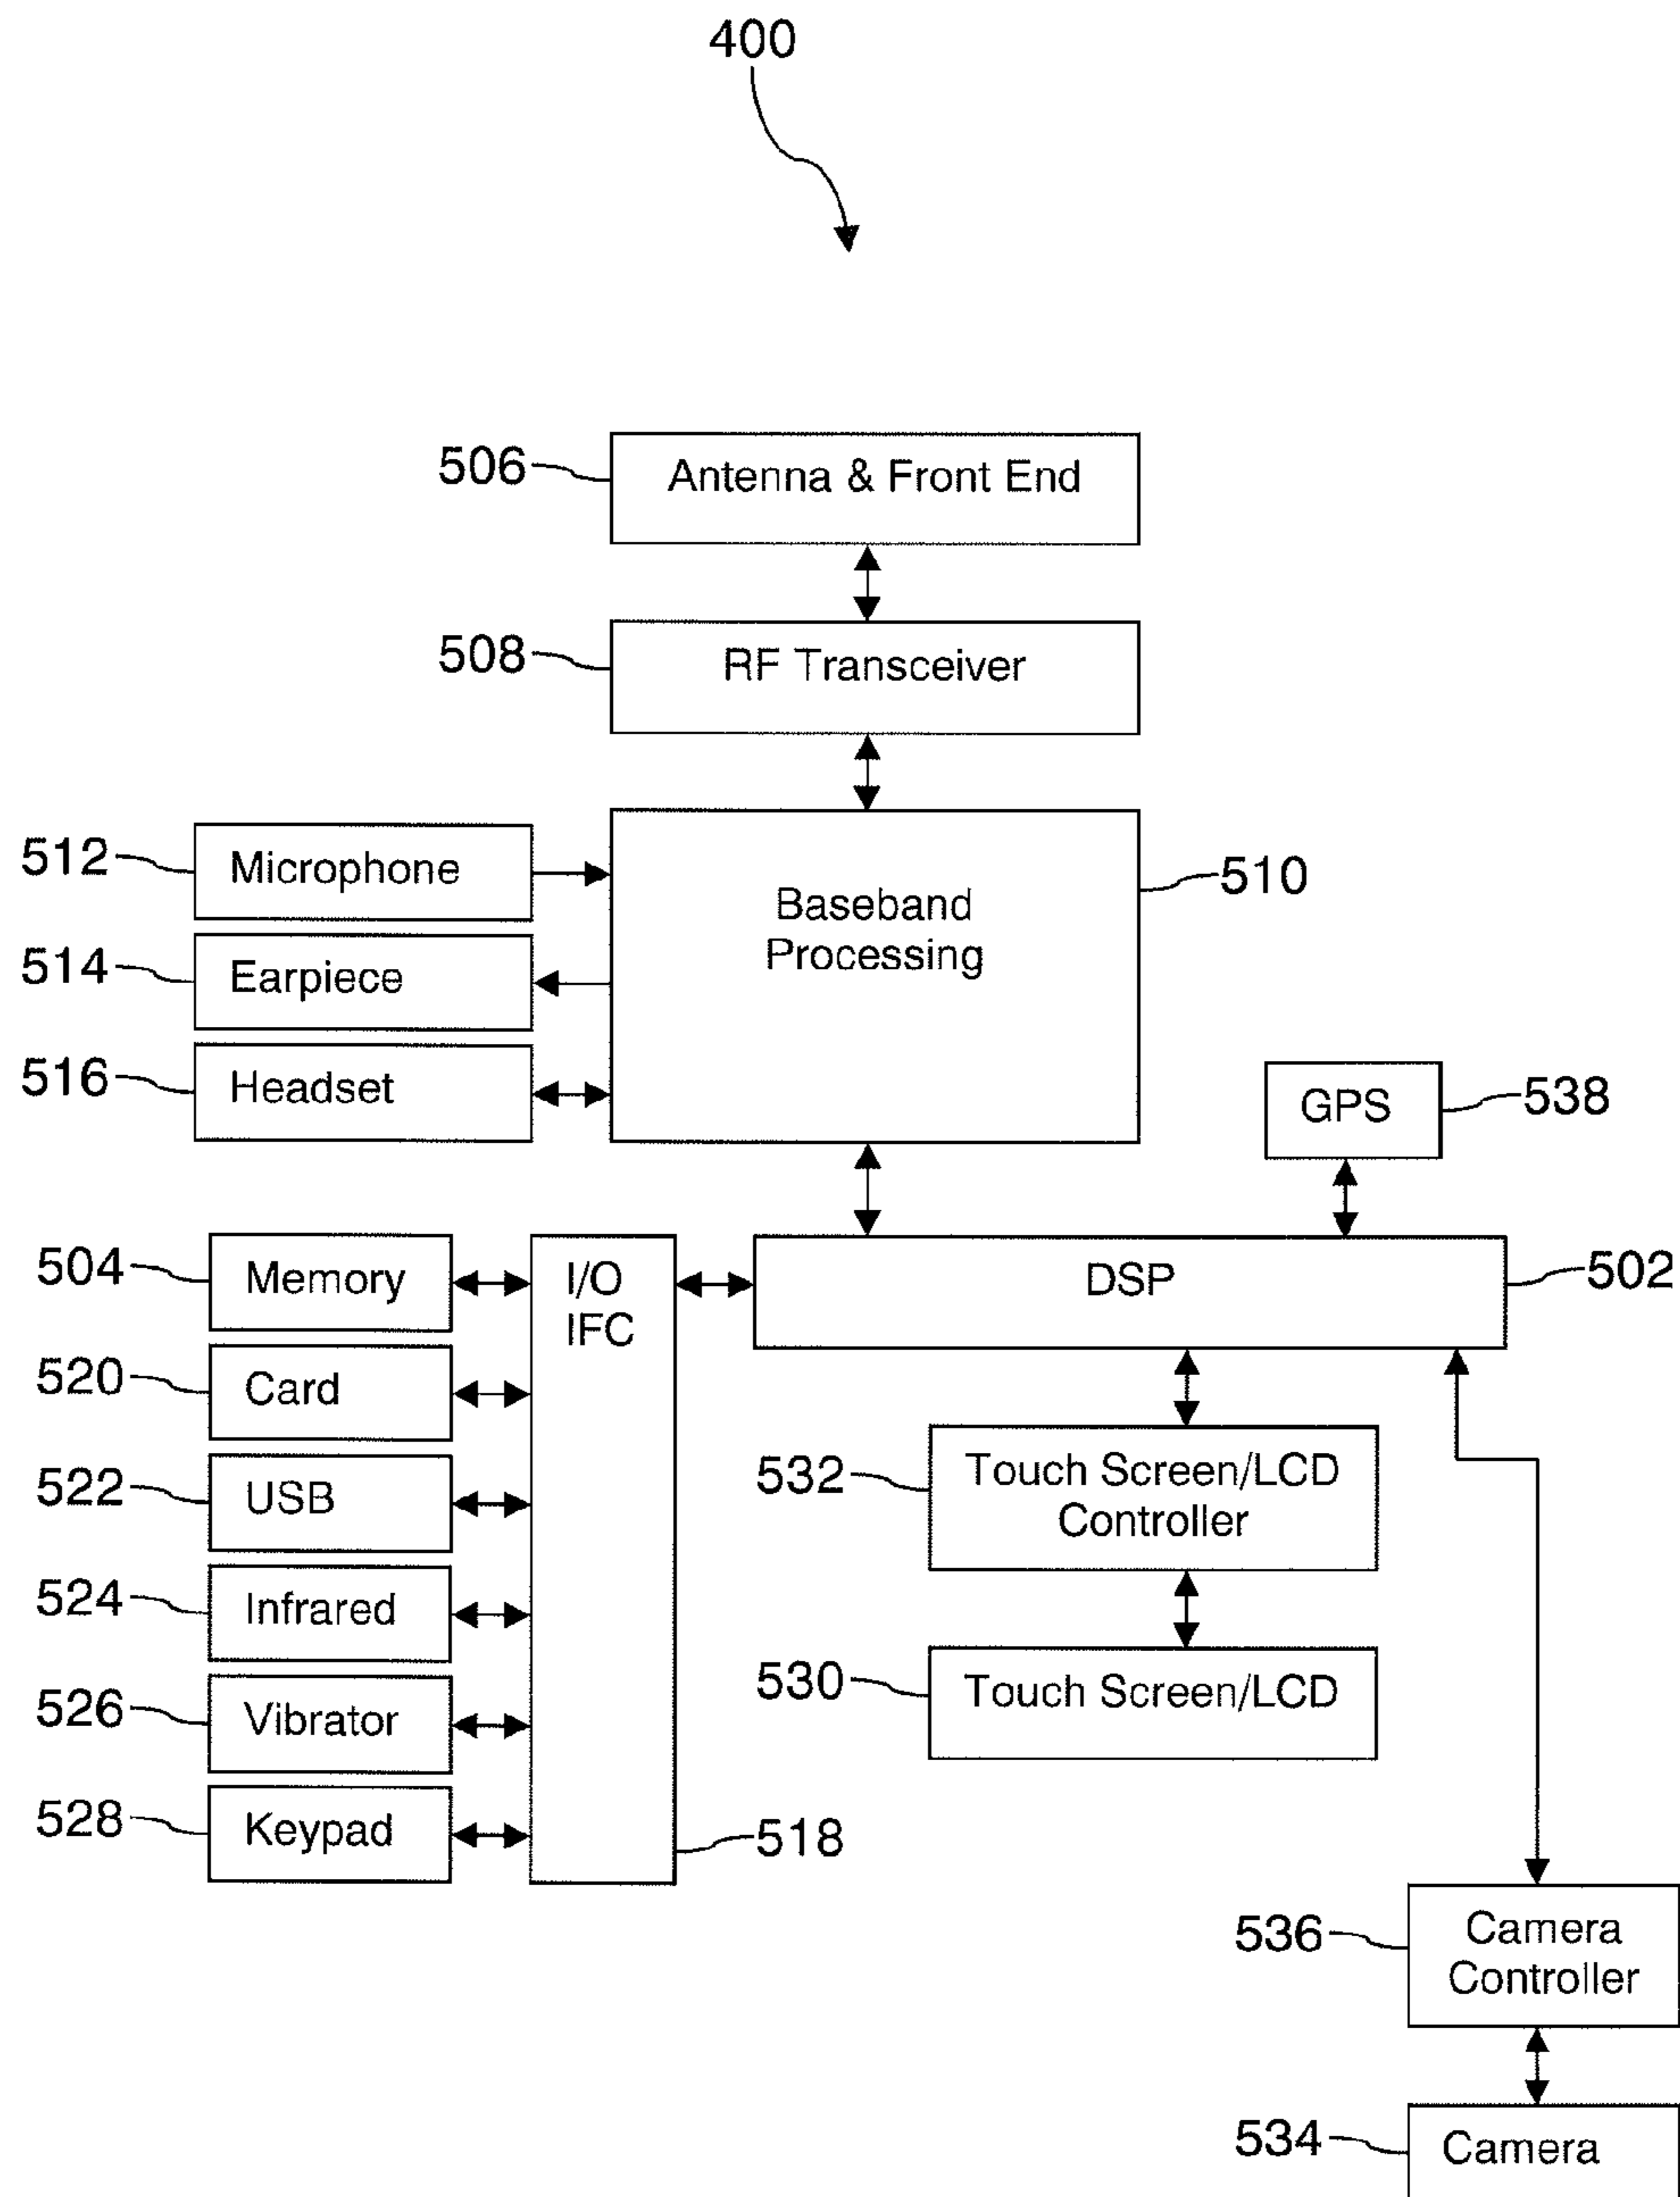 400
506
Antenna & Front End
508
RF Transceiver
512
Microphone
510
Baseband
Processing
514
Earpiece
516
Headset
GPS
538
504
Memory
I/O
IFC
DSP
502
520
Card
522
USB
532
Touch Screen/LCD
Controller
524
Infrared
526
Vibrator
530
Touch Screen/LCD
528
Keypad
518
536
Camera
Controller
534
Camera